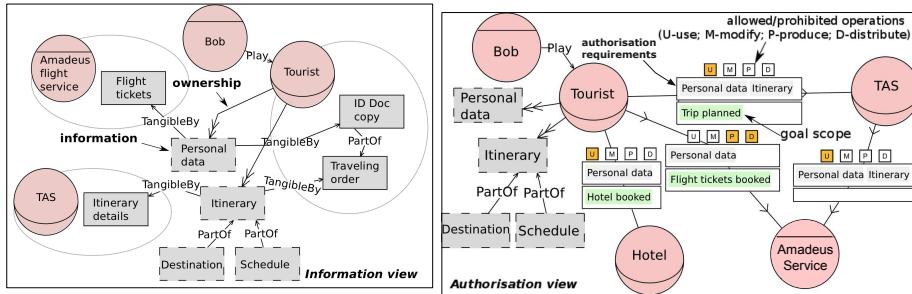 Bob
Play
Amadeus
flight
service
Flight
tickets
ownership
Tourist
ID Doc
copy
TangibleBy
TangibleBy
information
Personal
data
PartOf
Traveling
order
TAS
TangibleBy
TangibleBy
Itinerary
details
Itinerary
PartOf
PartOf
Destination
Schedule
Information view
allowed/prohibited operations
(U-use; M-modify; P-produce; D-distribute)
Bob
Play
authorisation
requirements
U M P D
Personal data Itinerary
Trip planned
TAS
Personal
data
Tourist
goal scope
U M P D
Personal data
Flight tickets booked
Itinerary
U M P D
Personal data
Hotel booked
U M P D
Personal data Itinerary
PartOf
PartOf
Destination
Schedule
Hotel
Amadeus
Service
Authorisation view